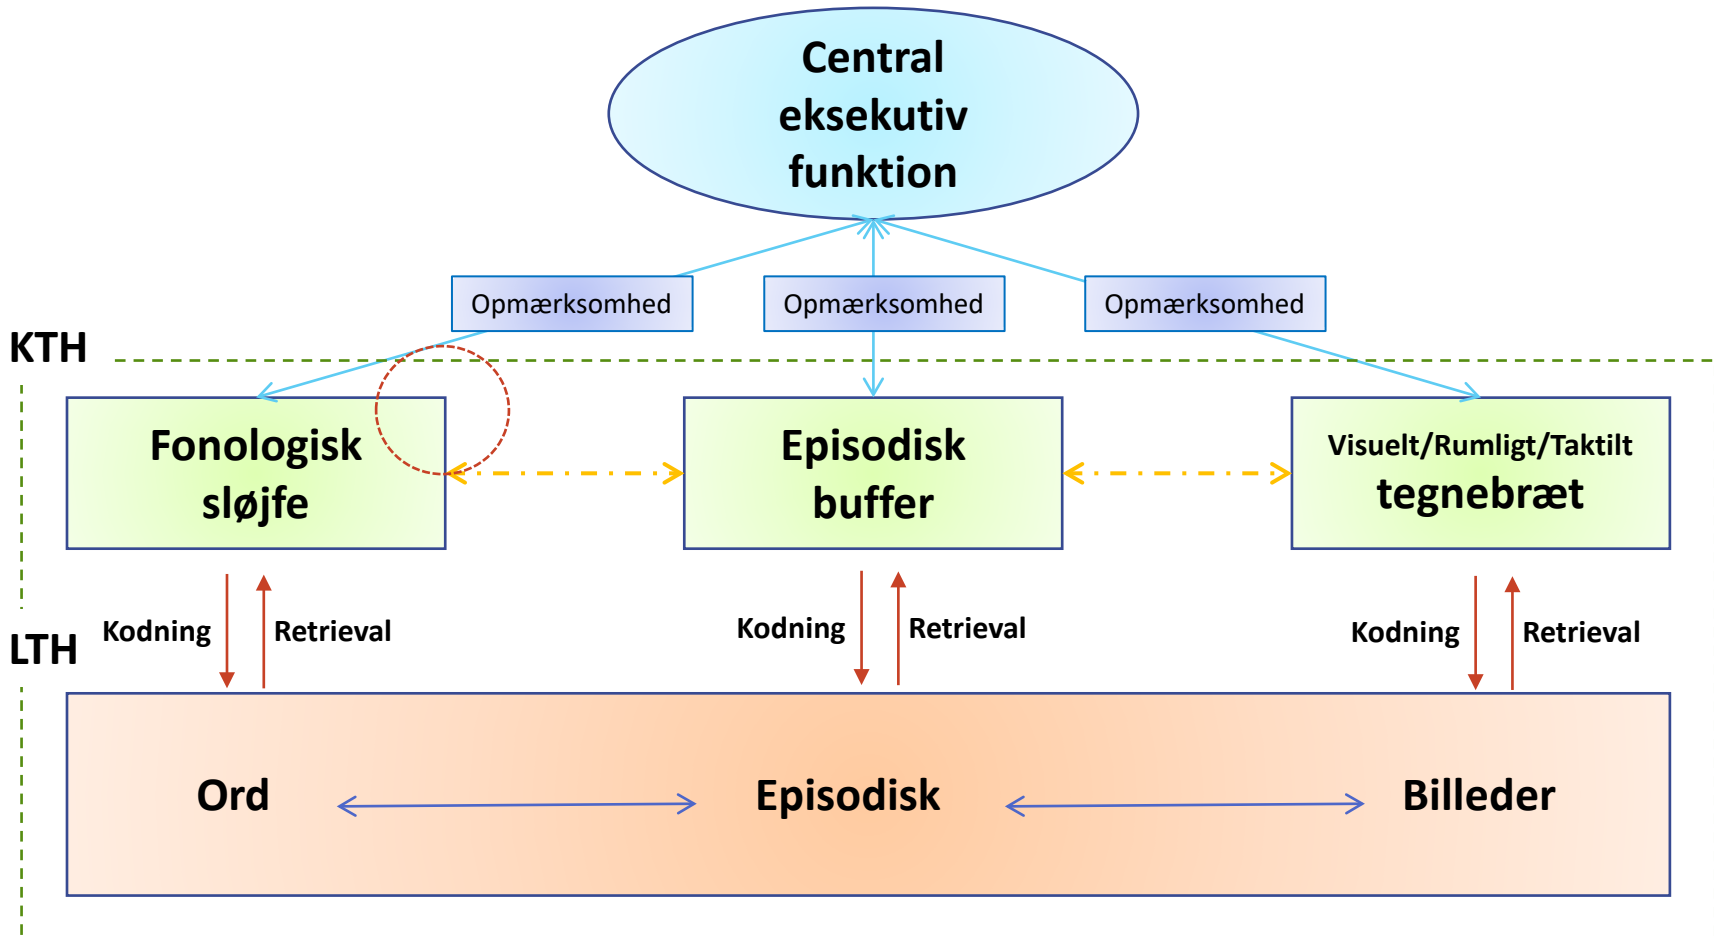 Central
eksekutiv
funktion
Opmærksomhed
Opmærksomhed
Opmærksomhed
KTH
Fonologisk
sløjfe
Episodisk
buffer
Visuelt/Rumligt/Taktilt
tegnebræt
LTH
Kodning
Retrieval
Kodning
Retrieval
Kodning
Retrieval
Ord
Episodisk
Billeder